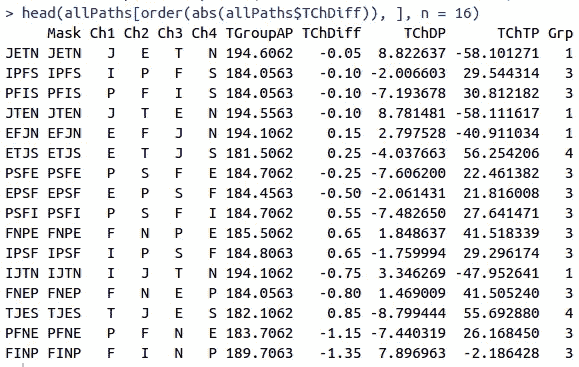 > head(allPaths[order(abs(allPaths$TChDiff)), ], n = 16)
Mask Ch1 Ch2 Ch3 Ch4 TGroupAP TChDiff TChDP TChTP Grp
JETN JETN J E T N 194.6062 -0.05 8.822637 -58.101271 1
IPFS IPFS I P F S 184.0563 -0.10 -2.006603 29.544314 3
PFIS PFIS P F I S 184.0563 -0.10 -7.193678 30.812182 3
JTEN JTEN J T E N 194.5563 -0.10 8.781481 -58.111617 1
EFJN EFJN E F J N 194.1062 0.15 2.797528 -40.911034 1
ETJS ETJS E T J S 181.5062 0.25 -4.037663 56.254206 4
PSFE PSFE P S F E 184.7062 -0.25 -7.606200 22.461382 3
EPSF EPSF E P S F 184.4563 -0.50 -2.061431 21.816008 3
PSFI PSFI P S F I 184.7062 0.55 -7.482650 27.641471 3
FNPE FNPE F N P E 185.5062 0.65 1.848637 41.518339 3
IPSF IPSF I P S F 184.8063 0.65 -1.759994 29.296174 3
IJTN IJTN I J T N 194.1062 -0.75 3.346269 -47.952641 1
FNEP FNEP F N E P 184.0563 -0.80 1.469009 41.505240 3
TJES TJES T J E S 182.1062 0.85 -8.799444 55.692880 4
PFNE PFNE P F N E 183.7062 -1.15 -7.440319 26.168450 3
FINP FINP F I N P 189.7063 -1.35 7.896963 -2.186428 3